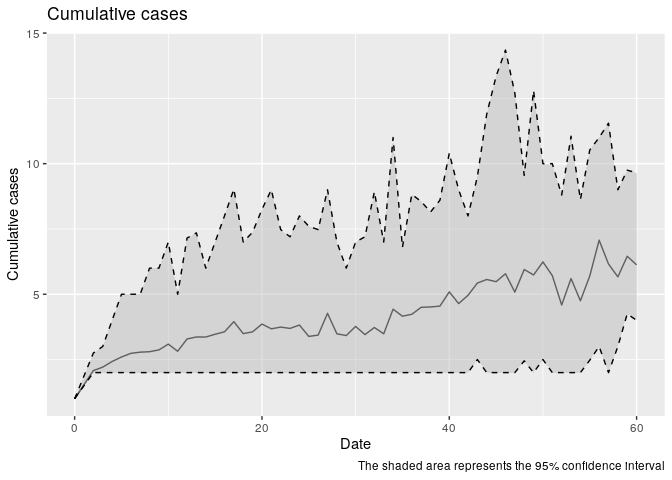 Cumulative cases
15
10
5
Cumulative cases
0
20
40
60
Date
The shaded area represents the 95% confidence interval